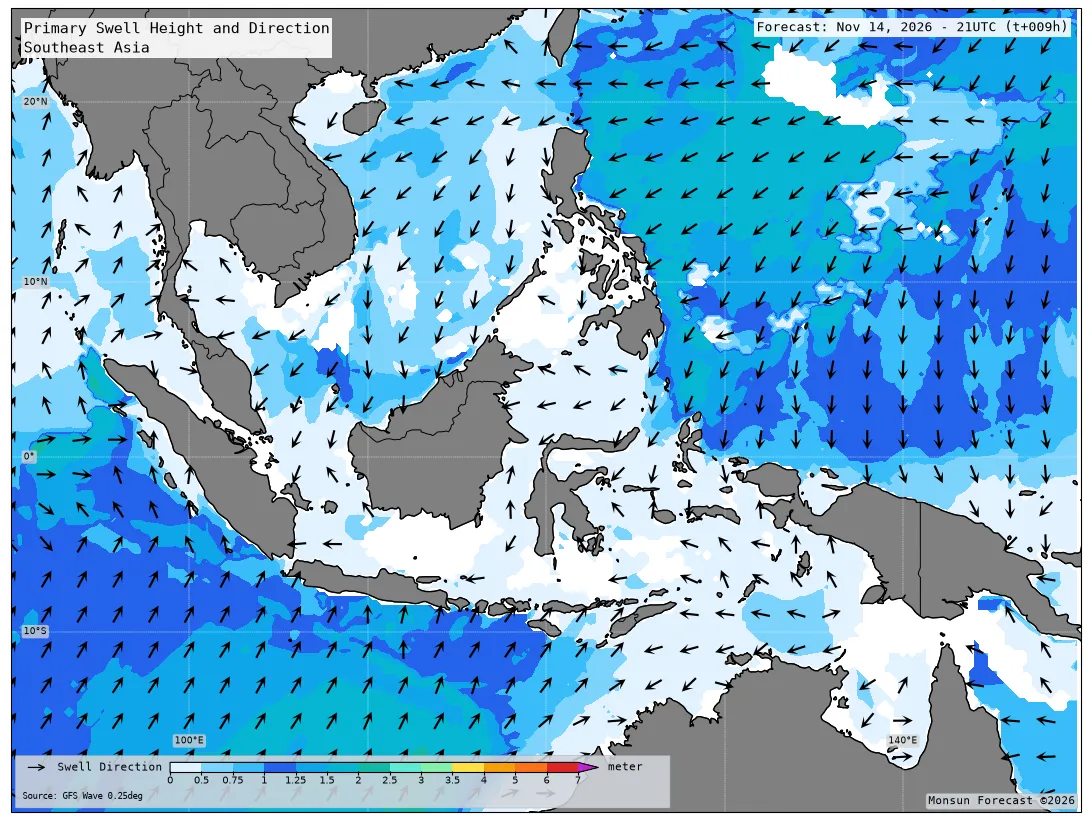 Primary Swell Height and Direction
Southeast Asia
Forecast: Nov 14, 2026 - 21UTC (t+009h)
20°N
10°N
0°
10°S
100°E
140°E
Swell Direction
0 0.5 0.75 1 1.25 1.5 2 2.5 3 3.5 4 5 6 7
meter
Source: GFS Wave 0.25deg
Monsun Forecast ©2026